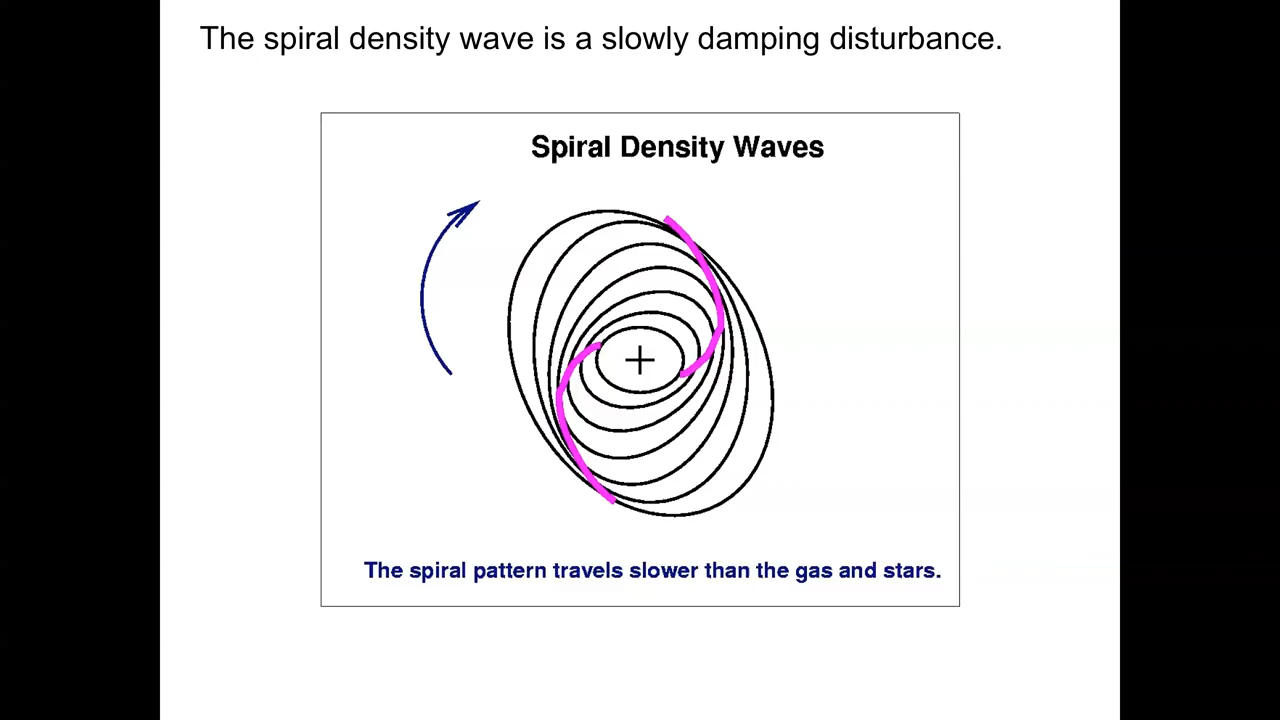 The spiral density wave is a slowly damping disturbance.
Spiral Density Waves
The spiral pattern travels slower than the gas and stars.